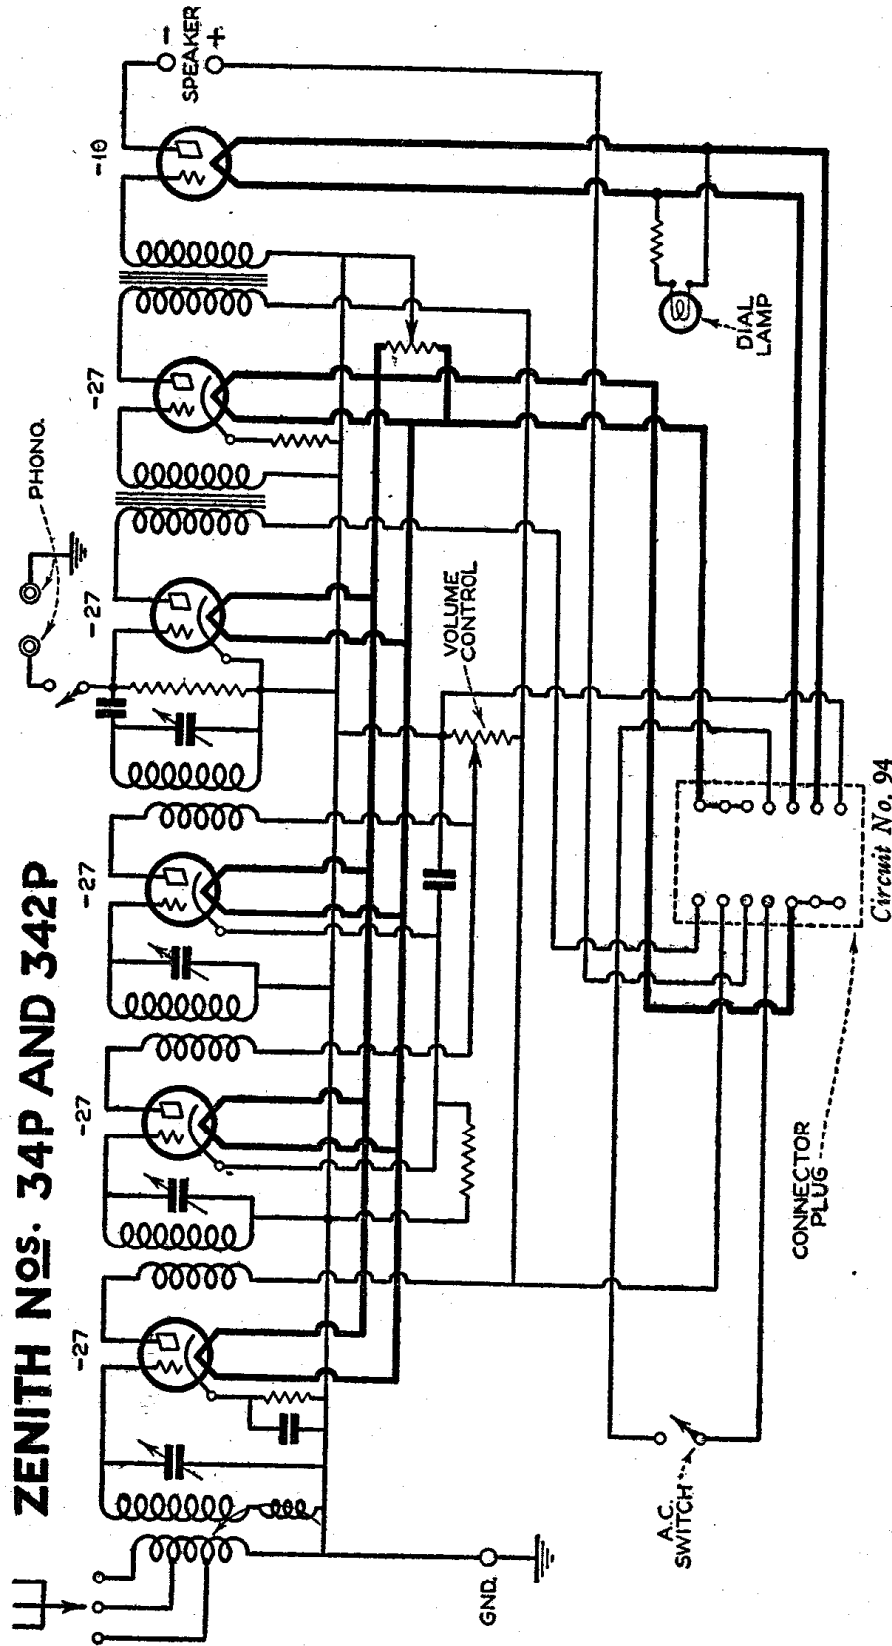 ZENITH Nos. 34P AND 342P
-27
-27
-27
-27
-27
-10
PHONO.
SPEAKER
-
+
VOLUME
CONTROL
DIAL
LAMP
GND.
A.C.
SWITCH
CONNECTOR
PLUG
Circuit No. 94